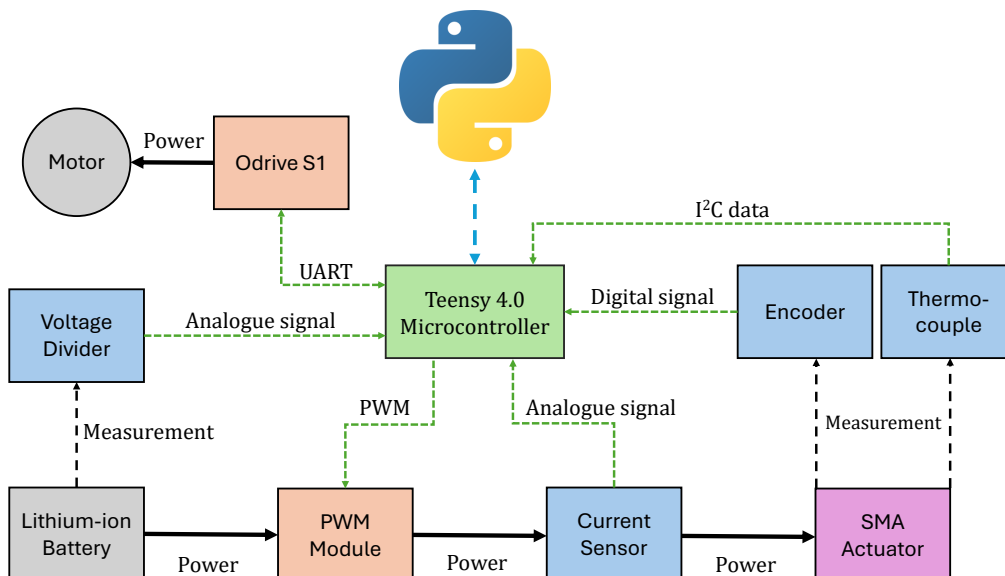 Motor
Power
Odrive S1
I²C data
UART
Teensy 4.0
Microcontroller
Digital signal
Encoder
Thermo-
couple
Voltage
Divider
Analogue signal
PWM
Analogue signal
Measurement
Measurement
Lithium-ion
Battery
Power
PWM
Module
Power
Current
Sensor
Power
SMA
Actuator